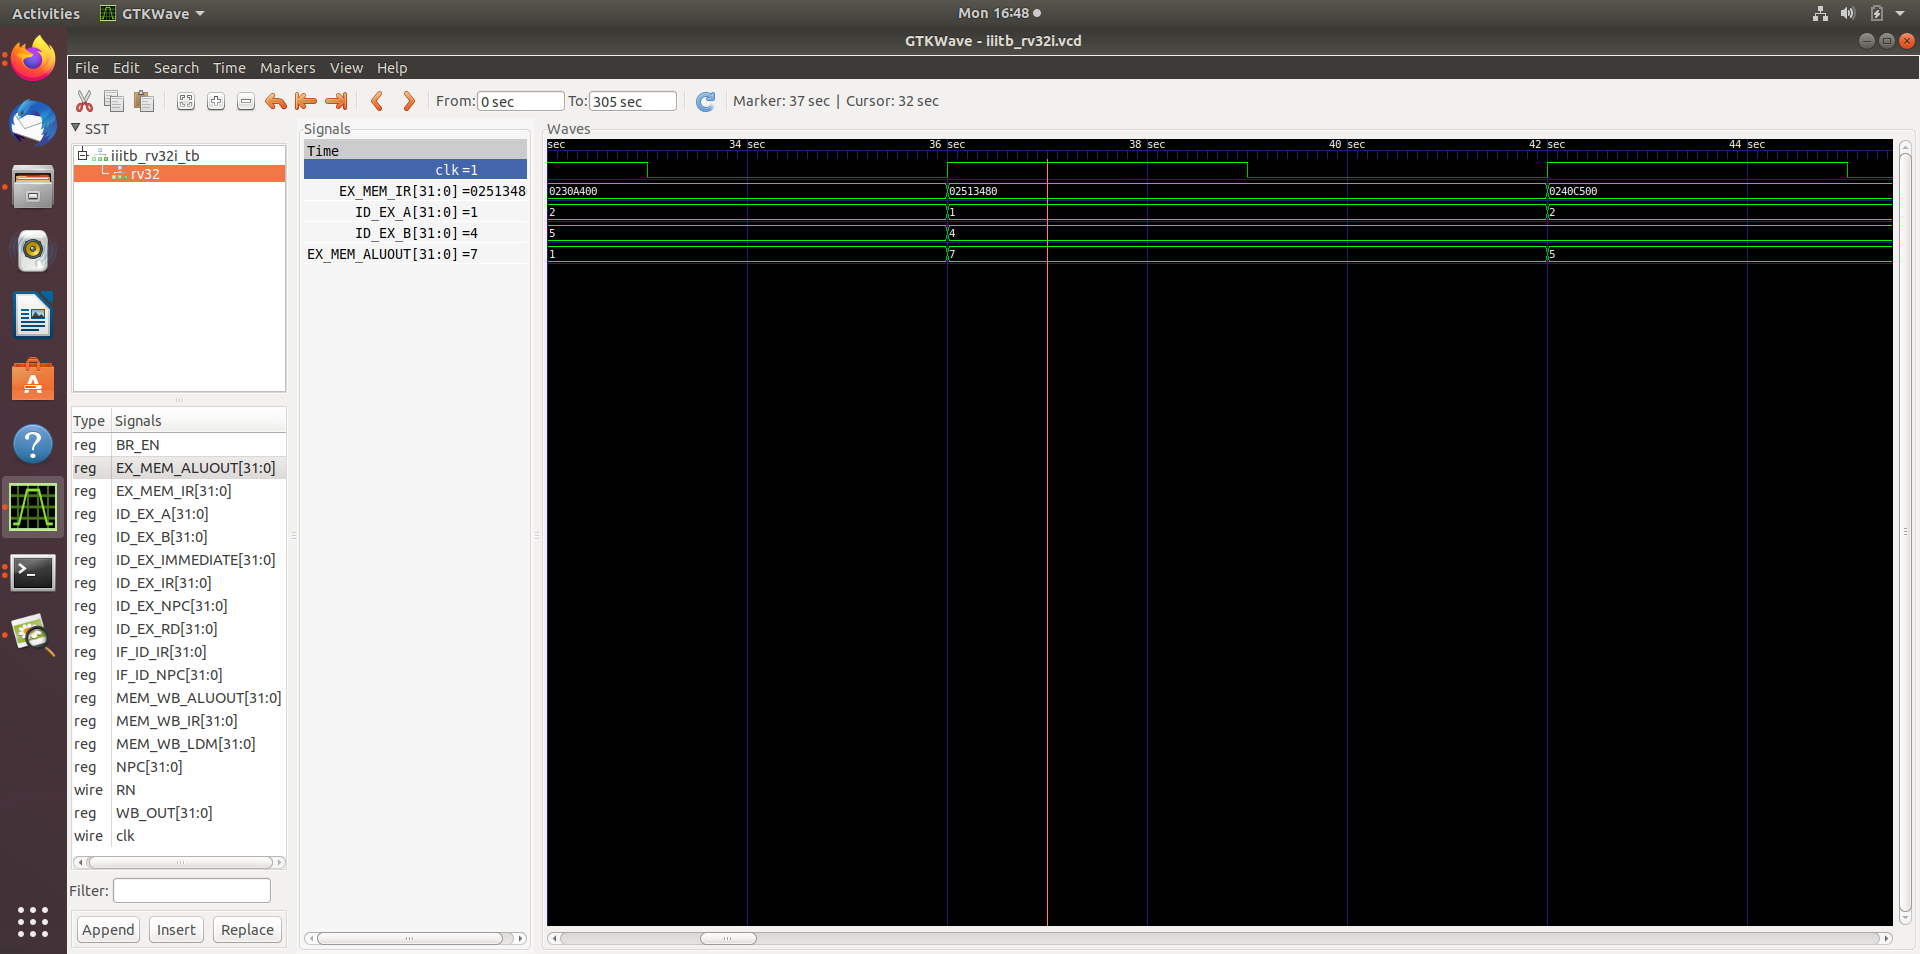 Activities GTKWave Mon 16:48
GTKWave - iiitb_rv32i.vcd
File Edit Search Time Markers View Help
From: 0 sec To: 305 sec Marker: 37 sec | Cursor: 32 sec
SST
iiitb_rv32i_tb
rv32
Type Signals
reg BR_EN
reg EX_MEM_ALUOUT[31:0]
reg EX_MEM_IR[31:0]
reg ID_EX_A[31:0]
reg ID_EX_B[31:0]
reg ID_EX_IMMEDIATE[31:0]
reg ID_EX_IR[31:0]
reg ID_EX_NPC[31:0]
reg ID_EX_RD[31:0]
reg IF_ID_IR[31:0]
reg IF_ID_NPC[31:0]
reg MEM_WB_ALUOUT[31:0]
reg MEM_WB_IR[31:0]
reg MEM_WB_LDM[31:0]
reg NPC[31:0]
wire RN
reg WB_OUT[31:0]
wire clk
Filter:
Append Insert Replace
Signals
Time
clk=1
EX_MEM_IR[31:0]=02513480
ID_EX_A[31:0]=1
ID_EX_B[31:0]=4
EX_MEM_ALUOUT[31:0]=7
Waves
sec 34 sec 36 sec 38 sec 40 sec 42 sec 44 sec
0230A400 02513480 0240C500
2 1 2
5 4
1 7 5